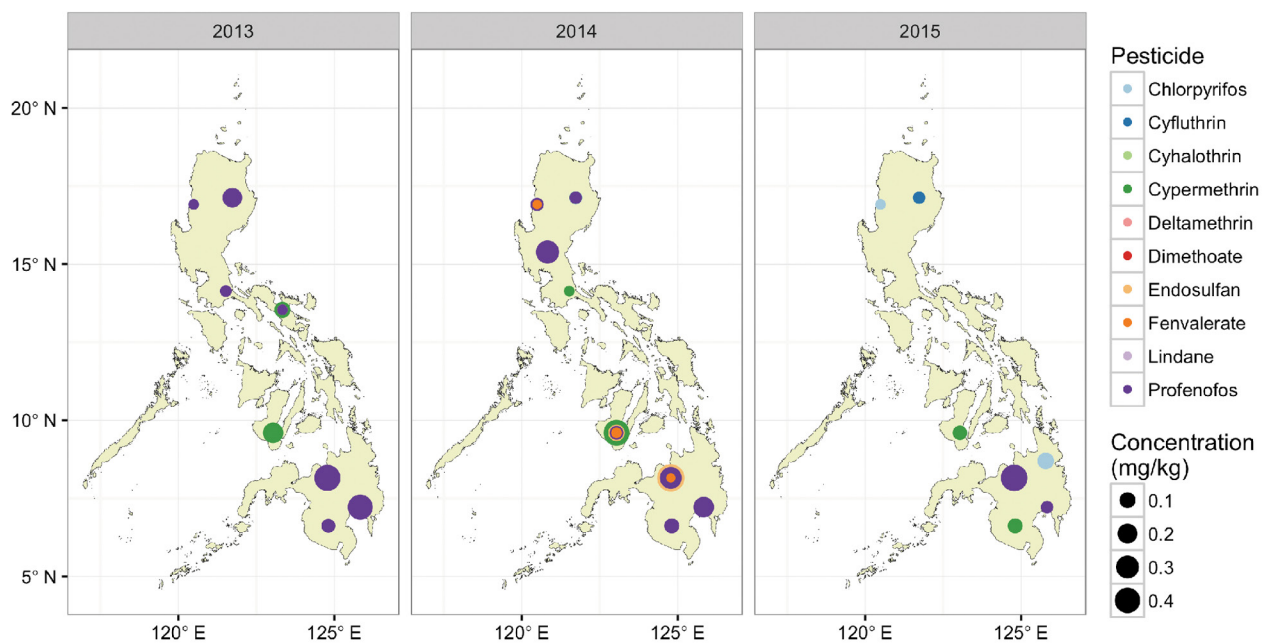 2013 2014 2015
20° N
15° N
10° N
5° N
120° E 125° E 120° E 125° E 120° E 125° E
Pesticide
Chlorpyrifos
Cyfluthrin
Cyhalothrin
Cypermethrin
Deltamethrin
Dimethoate
Endosulfan
Fenvalerate
Lindane
Profenofos
Concentration
(mg/kg)
0.1
0.2
0.3
0.4